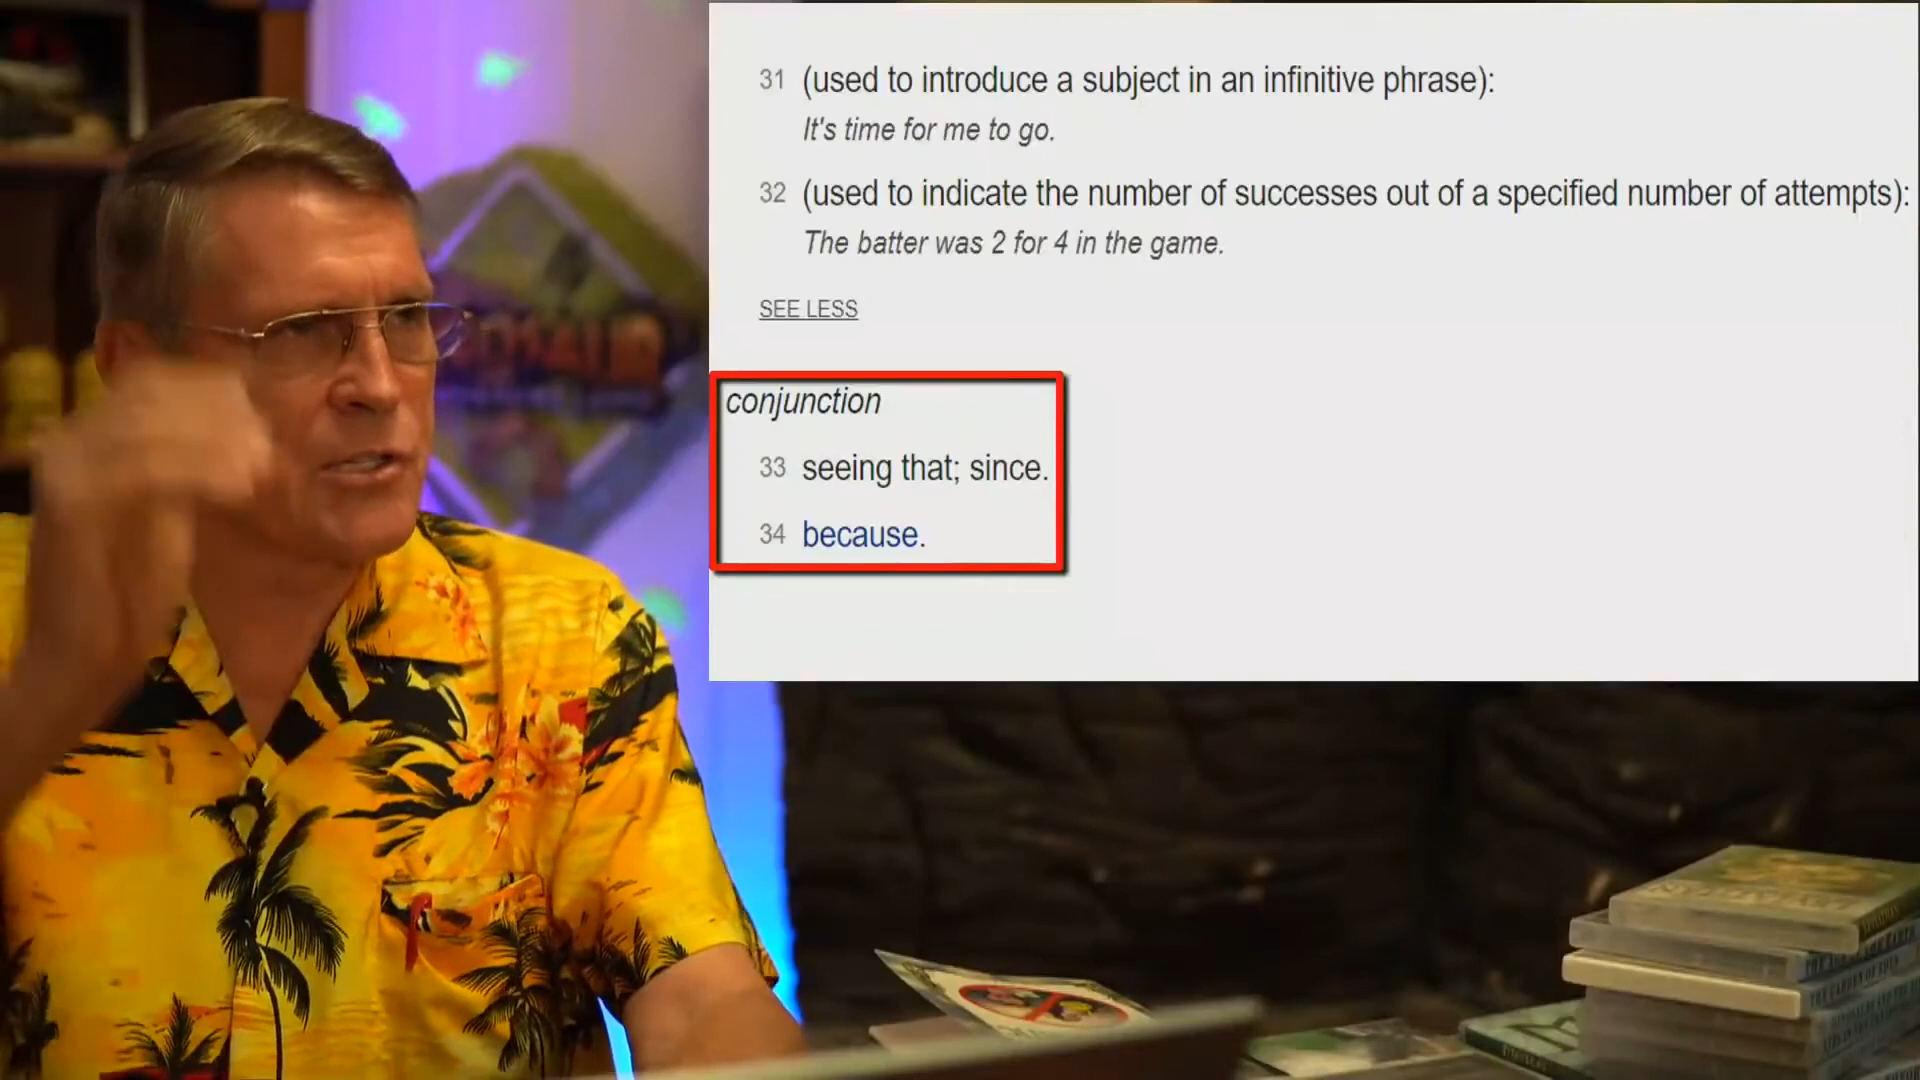 31 (used to introduce a subject in an infinitive phrase):
It's time for me to go.
32 (used to indicate the number of successes out of a specified number of attempts):
The batter was 2 for 4 in the game.
SEE LESS
conjunction
33 seeing that; since.
34 because.